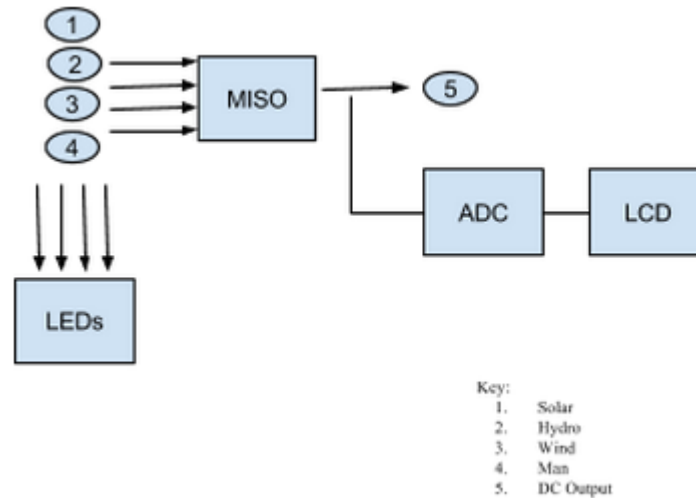 1
2
3
4
MISO
5
ADC
LCD
LEDs
Key:
1. Solar
2. Hydro
3. Wind
4. Man
5. DC Output